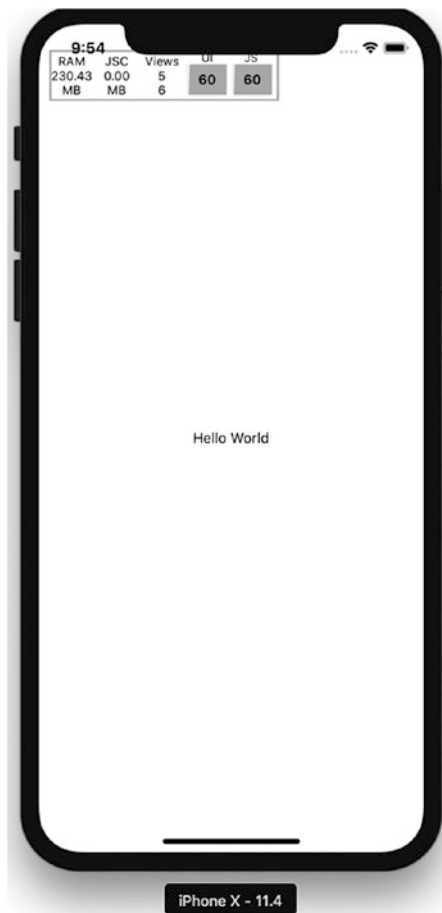 9:54
RAM JSC Views UI JS
230.43 0.00 5 60 60
MB MB 6
Hello World
iPhone X - 11.4